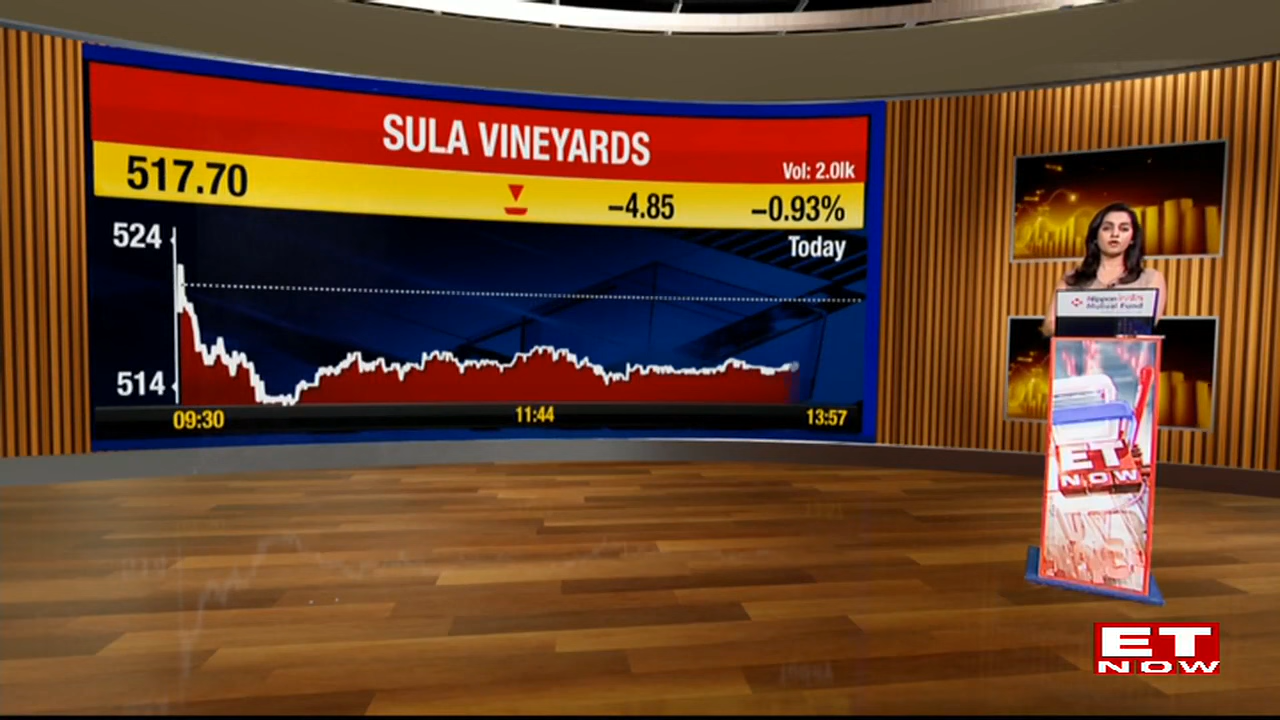 SULA VINEYARDS
Vol: 2.0lk
517.70
−4.85
−0.93%
Today
524
514
09:30
11:44
13:57
Nippon India
Mutual Fund
ET
NOW
ET
NOW